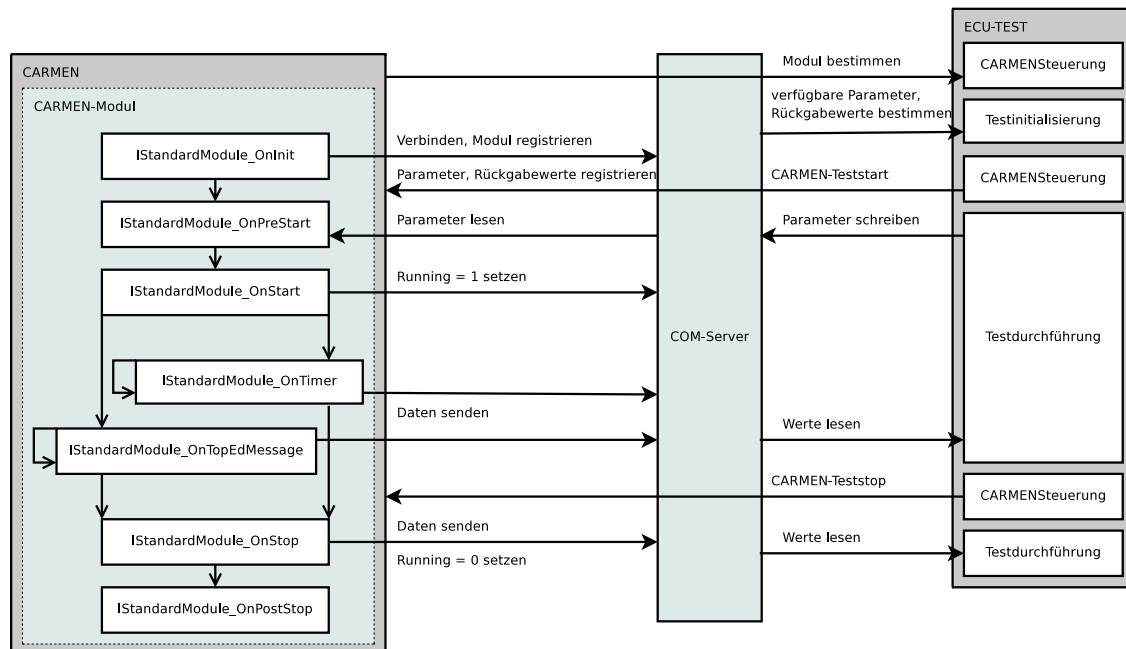 ECU-TEST
CARMEN
Modul bestimmen
CARMENSteuerung
CARMEN-Modul
verfügbare Parameter,
Rückgabewerte bestimmen
Testinitialisierung
IStandardModule_OnInit
Verbinden, Modul registrieren
Parameter, Rückgabewerte registrieren
CARMEN-Teststart
CARMENSteuerung
IStandardModule_OnPreStart
Parameter lesen
Parameter schreiben
IStandardModule_OnStart
Running = 1 setzen
COM-Server
Testdurchführung
IStandardModule_OnTimer
Daten senden
Werte lesen
IStandardModule_OnTopEdMessage
CARMEN-Teststop
CARMENSteuerung
IStandardModule_OnStop
Daten senden
Running = 0 setzen
Werte lesen
Testdurchführung
IStandardModule_OnPostStop